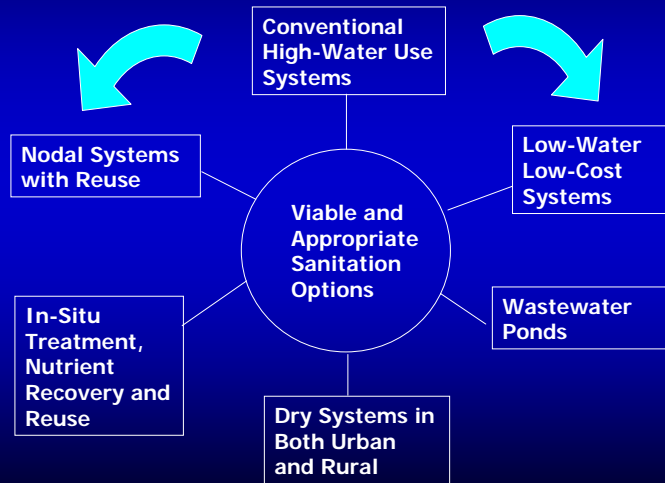 Conventional
High-Water Use
Systems
Nodal Systems
with Reuse
Low-Water
Low-Cost
Systems
Viable and
Appropriate
Sanitation
Options
In-Situ
Treatment,
Nutrient
Recovery and
Reuse
Wastewater
Ponds
Dry Systems in
Both Urban
and Rural